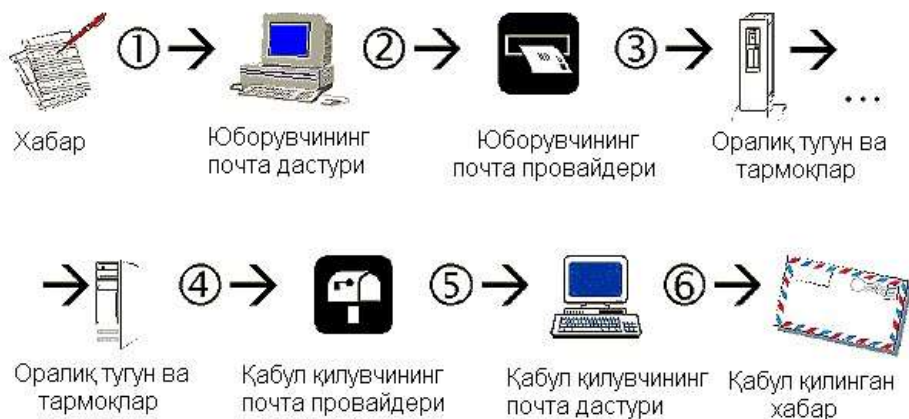 ①
②
③
Хабар
Юборувчининг
почта дастури
Юборувчининг
почта провайдери
Оралиқ тугун ва
тармоқлар
...
④
⑤
⑥
Оралиқ тугун ва
тармоқлар
Қабул қилувчининг
почта провайдери
Қабул қилувчининг
почта дастури
Қабул қилинган
хабар